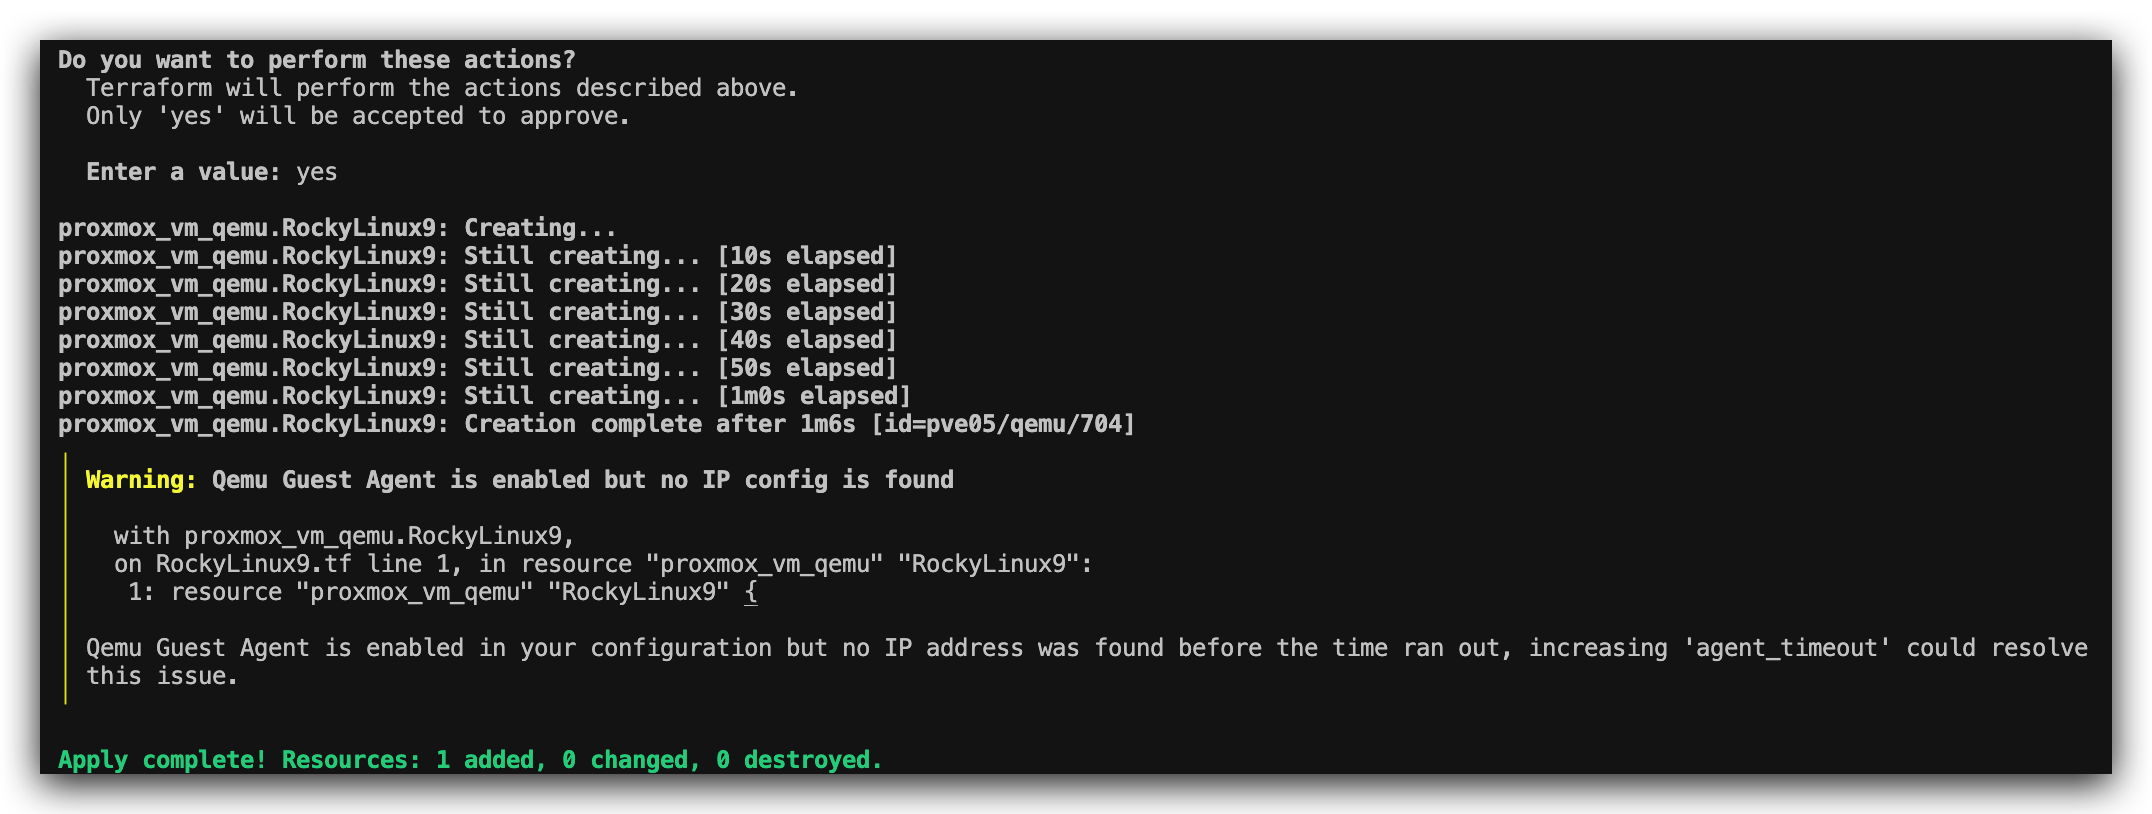 Do you want to perform these actions?
Terraform will perform the actions described above.
Only 'yes' will be accepted to approve.
Enter a value: yes
proxmox_vm_qemu.RockyLinux9: Creating...
proxmox_vm_qemu.RockyLinux9: Still creating... [10s elapsed]
proxmox_vm_qemu.RockyLinux9: Still creating... [20s elapsed]
proxmox_vm_qemu.RockyLinux9: Still creating... [30s elapsed]
proxmox_vm_qemu.RockyLinux9: Still creating... [40s elapsed]
proxmox_vm_qemu.RockyLinux9: Still creating... [50s elapsed]
proxmox_vm_qemu.RockyLinux9: Still creating... [1m0s elapsed]
proxmox_vm_qemu.RockyLinux9: Creation complete after 1m6s [id=pve05/qemu/704]
Warning: Qemu Guest Agent is enabled but no IP config is found
with proxmox_vm_qemu.RockyLinux9,
on RockyLinux9.tf line 1, in resource "proxmox_vm_qemu" "RockyLinux9":
1: resource "proxmox_vm_qemu" "RockyLinux9" {
Qemu Guest Agent is enabled in your configuration but no IP address was found before the time ran out, increasing 'agent_timeout' could resolve
this issue.
Apply complete! Resources: 1 added, 0 changed, 0 destroyed.